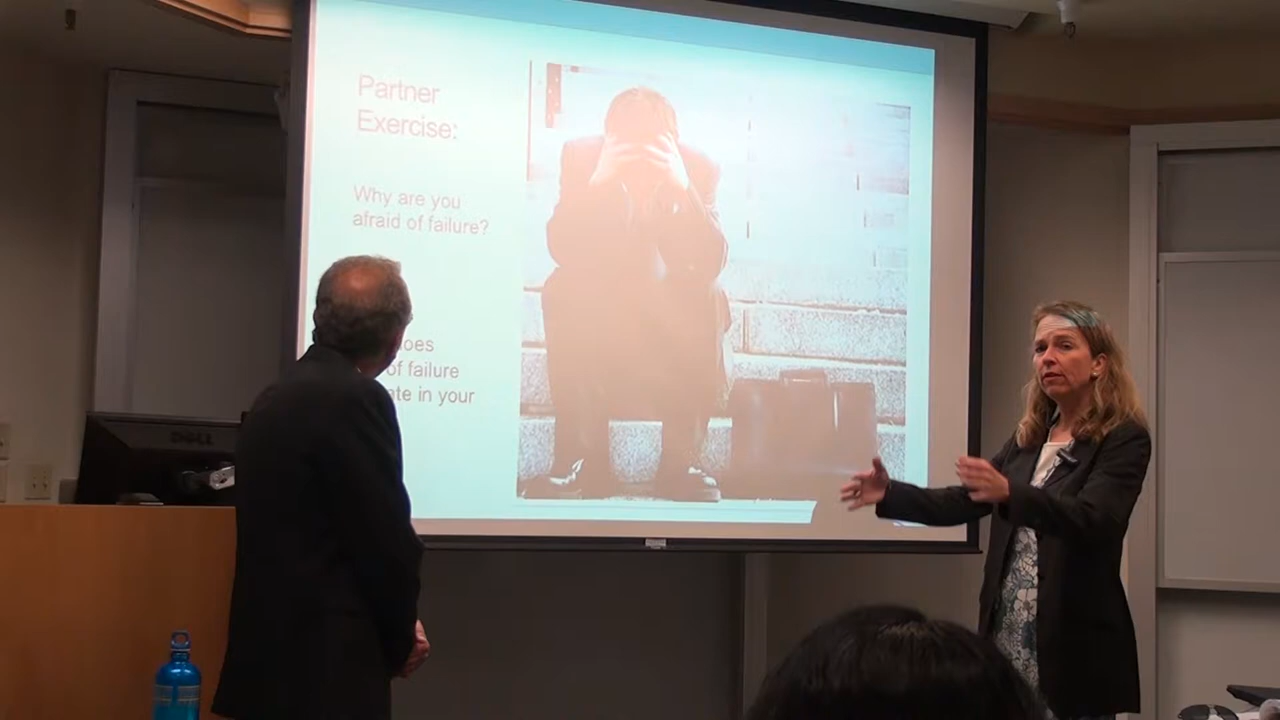 Partner
Exercise:
Why are you
afraid of failure?
oes
of failure
te in your
DELL